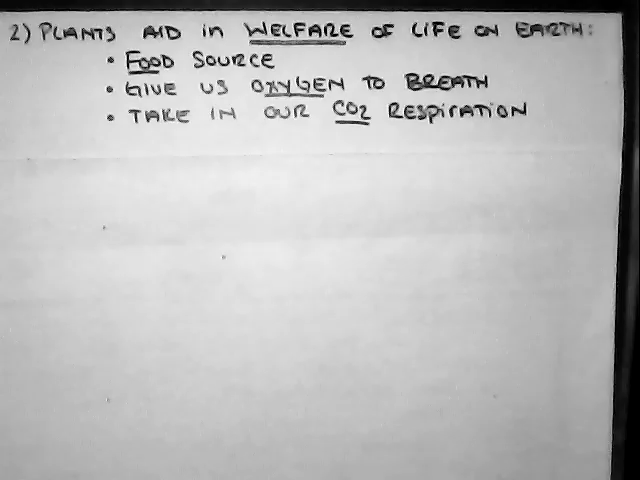 2) PLANTS AID in WELFARE OF LIFE ON EARTH:
• FOOD SOURCE
• GIVE US OXYGEN TO BREATH
• TAKE IN OUR CO2 RESPIRATION